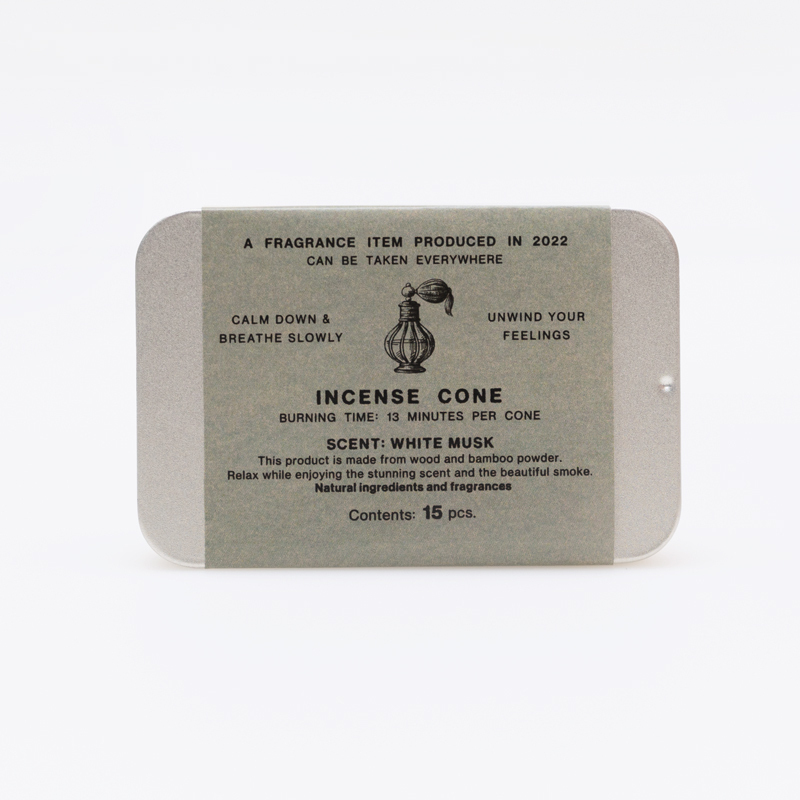 A FRAGRANCE ITEM PRODUCED IN 2022
CAN BE TAKEN EVERYWHERE
CALM DOWN &
BREATHE SLOWLY
UNWIND YOUR
FEELINGS
INCENSE CONE
BURNING TIME: 13 MINUTES PER CONE
SCENT: WHITE MUSK
This product is made from wood and bamboo powder.
Relax while enjoying the stunning scent and the beautiful smoke.
Natural ingredients and fragrances
Contents: 15 pcs.